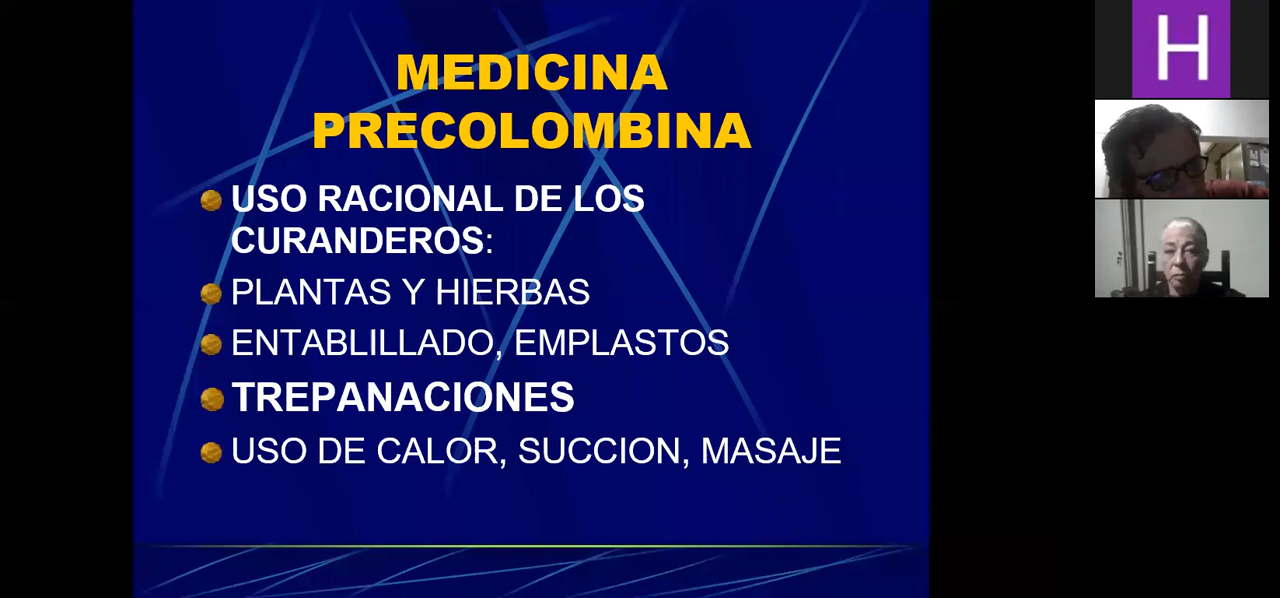 MEDICINA
PRECOLOMBINA
USO RACIONAL DE LOS
CURANDEROS:
PLANTAS Y HIERBAS
ENTABLILLADO, EMPLASTOS
TREPANACIONES
USO DE CALOR, SUCCION, MASAJE
H